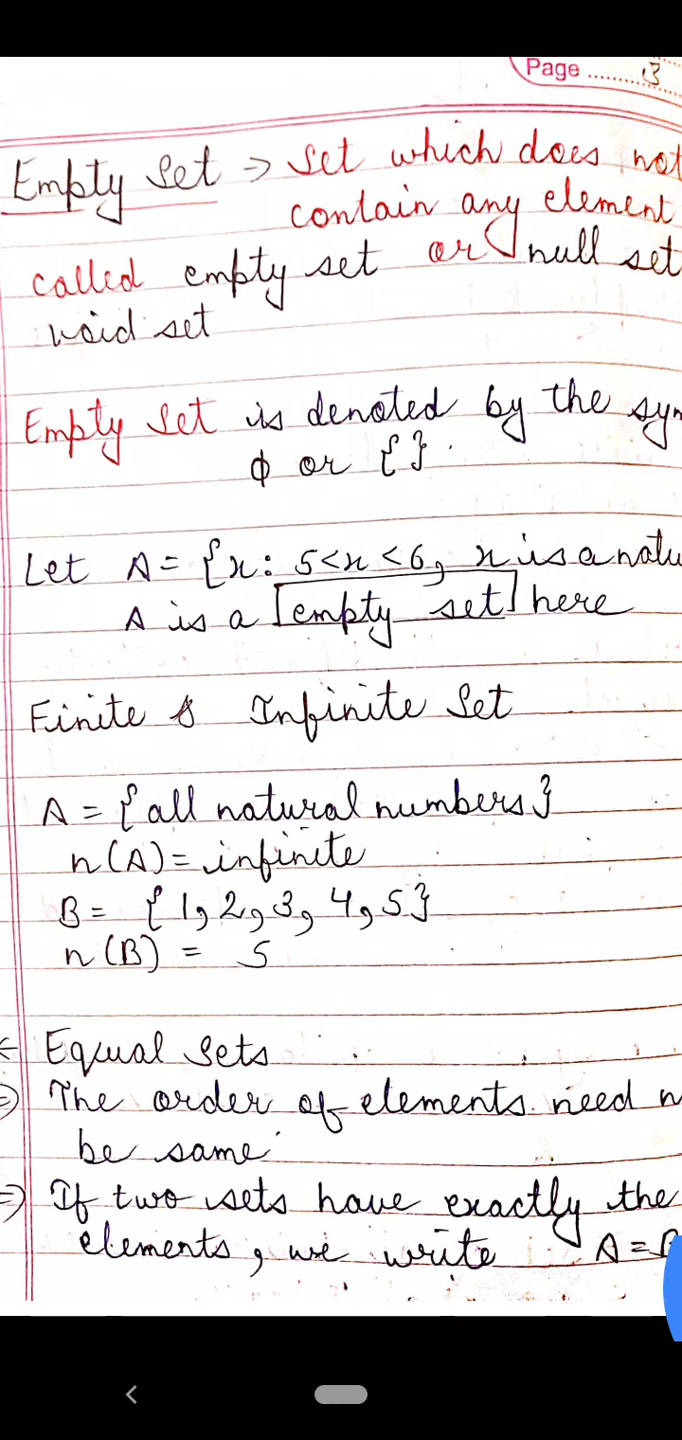 Page ........ 3
Empty Set → Set which does not
contain any element
called empty set or null set
void set
Empty Set is denoted by the sym
ϕ or { }.
Let A = {x: 5<x<6, x is a natu
A is a empty set here
Finite & Infinite Set
A = {all natural numbers}
n(A) = infinite
B = {1, 2, 3, 4, 5}
n(B) = 5
Equal Sets
The order of elements need n
be same
⇒ If two sets have exactly the
elements, we write A = B